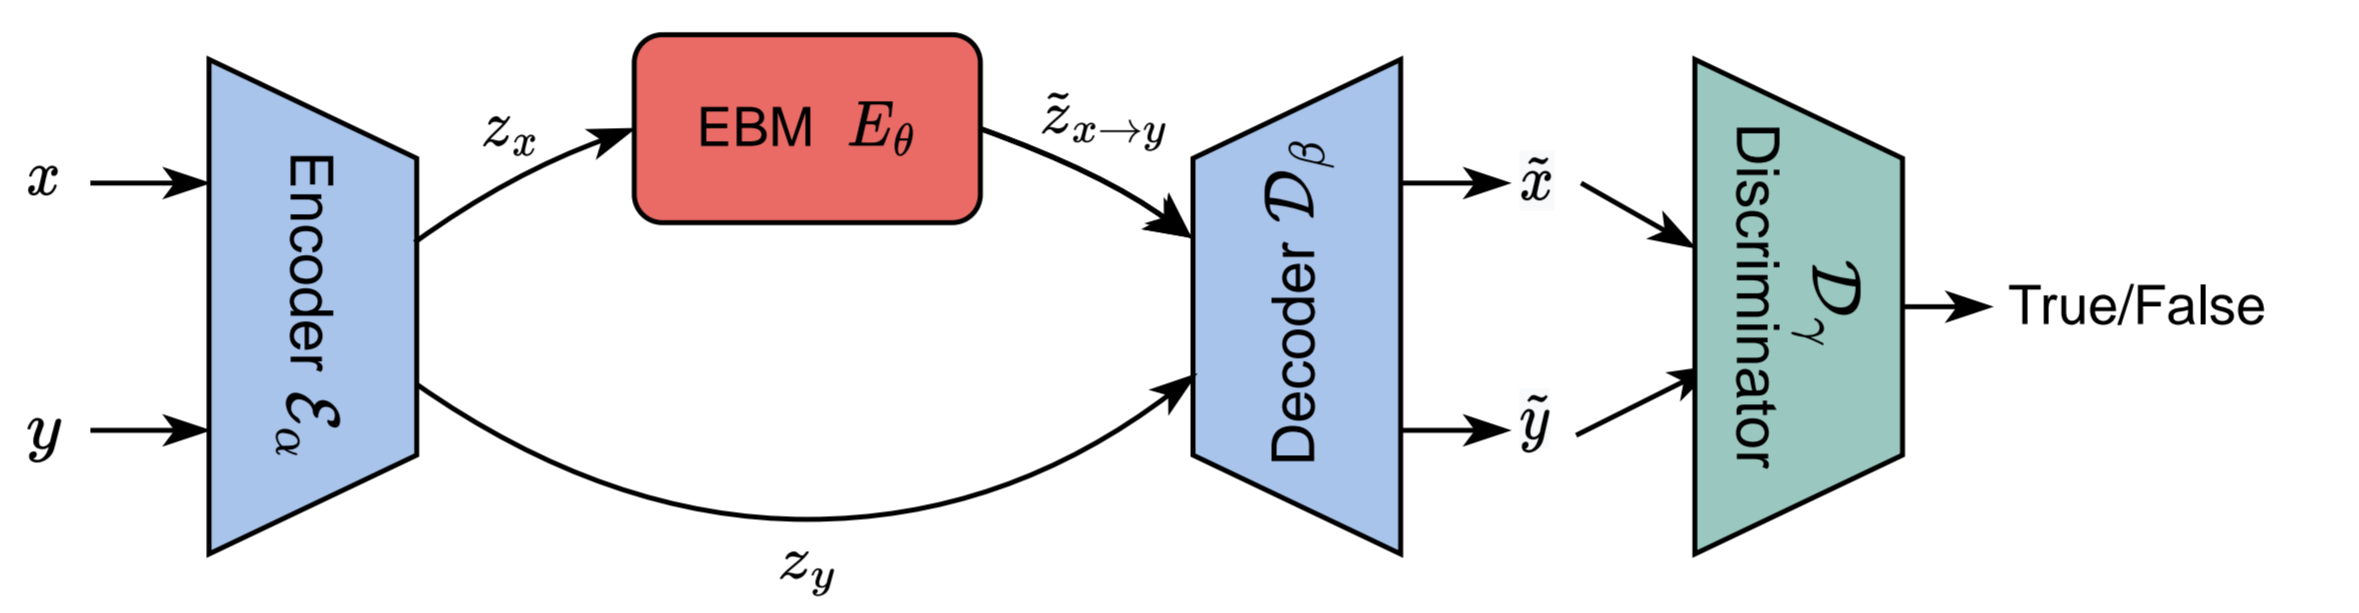 x
y
Encoder ℰ_α
z_x
EBM E_θ
z̃_{x→y}
z_y
Decoder 𝒟_β
x̃
ỹ
Discriminator
𝒟_γ
True/False